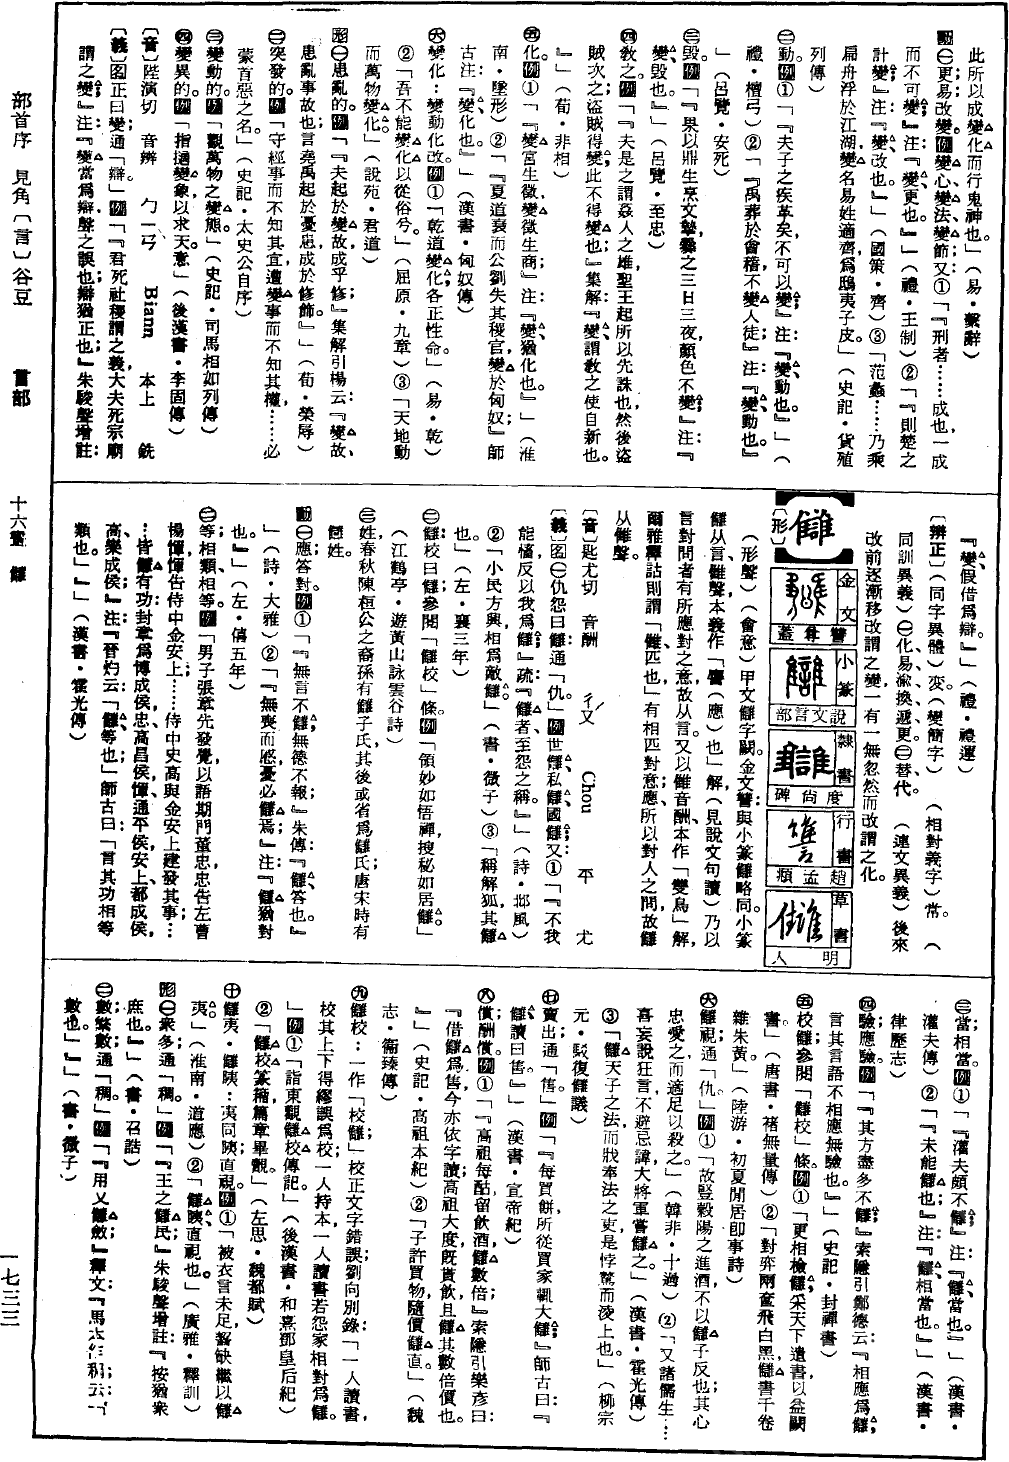 此所以成變化而行鬼神也。」（易・繫辭）
動㊀更易改變。例變心變法變節又①「『刑者……成也一成
而不可變』注：『變更也。』」（禮・王制）②「『則楚之
計變』注：『變改也。』」（國策・齊）③「范蠡……乃乘
扁舟浮於江湖變名易姓適齊爲鴟夷子皮。」（史記・貨殖
列傳）
㊁動。例①「『夫子之疾革矣不可以變』注：『變動也。』」（
禮・檀弓）②「『禹葬於會稽不變人徒』注：『變動也。』
」（呂覽・安死）
㊂毀。例「『果以鼎生烹文摯爨之三日三夜，顏色不變』注：『
變毀也。』」（呂覽・至忠）
㊃敎之。例「『夫是之謂姦人之雄聖王起所以先誅也然後盜
賊次之盜賊得變此不得變也』集解：『變謂敎之使自新也。
』」（荀・非相）
㊄化。例①「『變宮生徵變徵生商』注：『變猶化也。』」（淮
南・墜形）②「『夏道衰而公劉失其稷官變於匈奴』師
古注：『變化也。』」（漢書・匈奴傳）
㊅變化：變動化改。例①「乾道變化各正性命」（易・乾）
②「吾不能變化以從俗兮。」（屈原・九章）③「天地動
而萬物變化。」（說苑・君道）
形㊀患亂的。例「『夫起於變故成乎修』集解引楊云：『變故，
患亂事故也；言堯禹起於憂患成於修飾。』」（荀・榮辱）
㊁突發的。例「守經事而不知其宜遭變事而不知其權，……必
蒙首惡之名。」（史記・太史公自序）
㊂變動的。例「觀萬物之變態」（史記・司馬相如列傳）
㊃變異的。例「指擿變象以求天意」（後漢書・李固傳）
〔音〕陛演切　音辨　ㄅㄧㄢ　Biann　本上　銑
〔義〕图正曰變通「辯」例「『君死社稷謂之義大夫死宗廟
謂之變』注：『變當爲辯聲之誤也辯猶正也』朱駿聲增註：
『變假借爲辯。』」（禮・禮運）
〔辨正〕（同字異體）変。（變簡字）　（相對義字）常。　（
同訓異義）㊀化易渝換遞更㊁替代。（連文異義）後來
改前逐漸移改謂之變一有一無忽然而改謂之化。
讎
〔形〕
金文
讐尊蓋
小篆
說文言部
隸書
度尚碑
行書
趙孟頫
草書
明人
（形聲）（會意）甲文讎字闕。金文讐與小篆讎略同。小篆
讎从言，雔聲，本義作「譍（應）也」解（見說文句讀）乃以
言對問者有所應對之意故从言。又以雔音酬，本作「雙鳥」解，
爾雅釋詁則謂「雔，匹也」有相匹對意；應所以對人之問，故讎
从雔聲。
〔音〕匙尤切　音酬　ㄔㄡˊ　Chou　平　尤
〔義〕图㊀仇怨曰讎，通「仇」例世讎私讎國讎；又①「『不我
能慉反以我爲讎』疏：『讎者至怨之稱。』」（詩・邶風）
②「小民方興相爲敵讎。」（書・微子）③「稱解狐其讎
也」（左・襄三年）
㊁讎校曰讎參閱「讎校」條。例「領妙如悟禪，搜秘如居讎」
（江鶴亭・遊黃山詠雲谷詩）
㊂姓春秋陳桓公之裔孫有讎子氏，其後或省爲讎氏；唐宋時有
讎姓。
動㊀應答對。例①「『無言不讎，無德不報』朱傳：『讎答也。』
」（詩・大雅）②「『無喪而慼，憂必讎焉』注：『讎猶對
也。』」（左・僖五年）
㊁等相類，相等。例「『男子張章先發覺，以語期門董忠，忠告左曹
楊惲，惲告侍中金安上……侍中史高與金安上建發其事…
…皆讎有功封章爲博成侯，忠高昌侯，惲通平侯，安上都成侯，
高樂成侯』注：『晉灼云：「讎等也」師古曰：「言其功相等
類也。」』」（漢書・霍光傳）
㊂當；相當。例①「『灌夫頗不讎』注：『讎當也。』」（漢書・
灌夫傳）②「『未能讎也』注：『讎相當也。』」（漢書・
律歷志）
㊃驗；應驗。例「『其方盡多不讎』索隱引鄭德云：『相應爲讎，
言其言語不相應無驗也。』」（史記・封禪書）
㊄校讎參閱「讎校」條。例①「更相檢讎，采天下遺書以益闕
書。」（唐書・褚無量傳）②「對弈兩奩飛白黑，讎書千卷
雜朱黃。」（陸游・初夏閒居即事詩）
㊅讎視通「仇」。例①「故豎穀陽之進酒，不以讎子反也；其心
忠愛之而適足以殺之。」（韓非・十過）②「又諸儒生……
喜妄說狂言，不避忌諱，大將軍嘗讎之。」（漢書・霍光傳）
③「讎天子之法，而戕奉法之吏，是悖驁而淩上也。」（柳宗
元・駁復讎議）
㊆賣出通「售」。例「『每買餅，所從買家輒大讎』師古曰：『
讎讀曰售。』」（漢書・宣帝紀）
㊇償；酬償。例①「『高祖每酤留飲酒，讎數倍』索隱引樂彥曰：
『借讎爲售，今亦依字讀；高祖大度，旣貰飲，且讎其數倍價也。
』」（史記・高祖本紀）②「子許買物隨價讎直。」（魏
志・衞臻傳）
㊈讎校：一作「校讎」；校正文字錯誤。劉向別錄：「一人讀書，
校其上下得繆誤爲校；一人持本，一人讀書，若怨家相對爲讎。
」例①「詣東觀讎校傳記。」（後漢書・和熹鄧皇后紀）
②「讎校篆籀，篇章畢覿。」（左思・魏都賦）
㊉讎夷・讎䀢：夷同䀢，直視。例①「被衣言未足，齧缺繼以讎
夷。」（淮南・道應）②「讎䀢直視也。」（廣雅・釋訓）
形㊀衆多，通「稠」。例「『王之讎民』朱駿聲增註：『按猶衆
庶也。』」（書・召誥）
㊁數；繁數，通「稠」。例「『用乂讎斂』釋文：『馬本作稠，云：「
數也。」』」（書・微子）
部首序　見角〔言〕谷豆　言部　十六畫　讎　一七三三